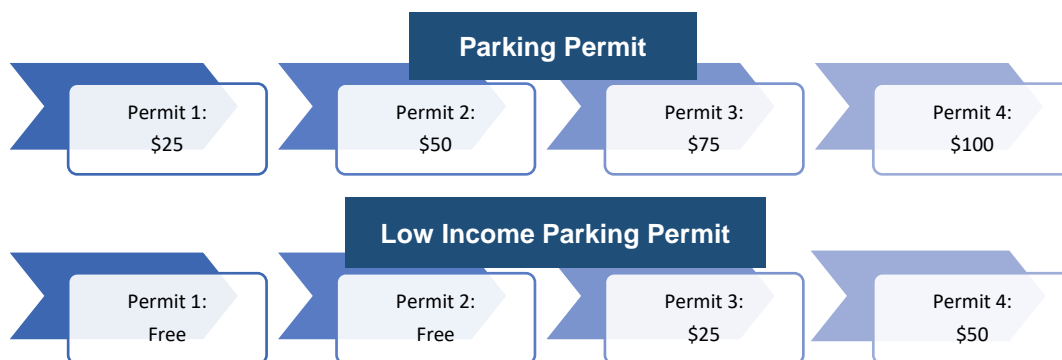 Parking Permit
Permit 1:
$25
Permit 2:
$50
Permit 3:
$75
Permit 4:
$100
Low Income Parking Permit
Permit 1:
Free
Permit 2:
Free
Permit 3:
$25
Permit 4:
$50